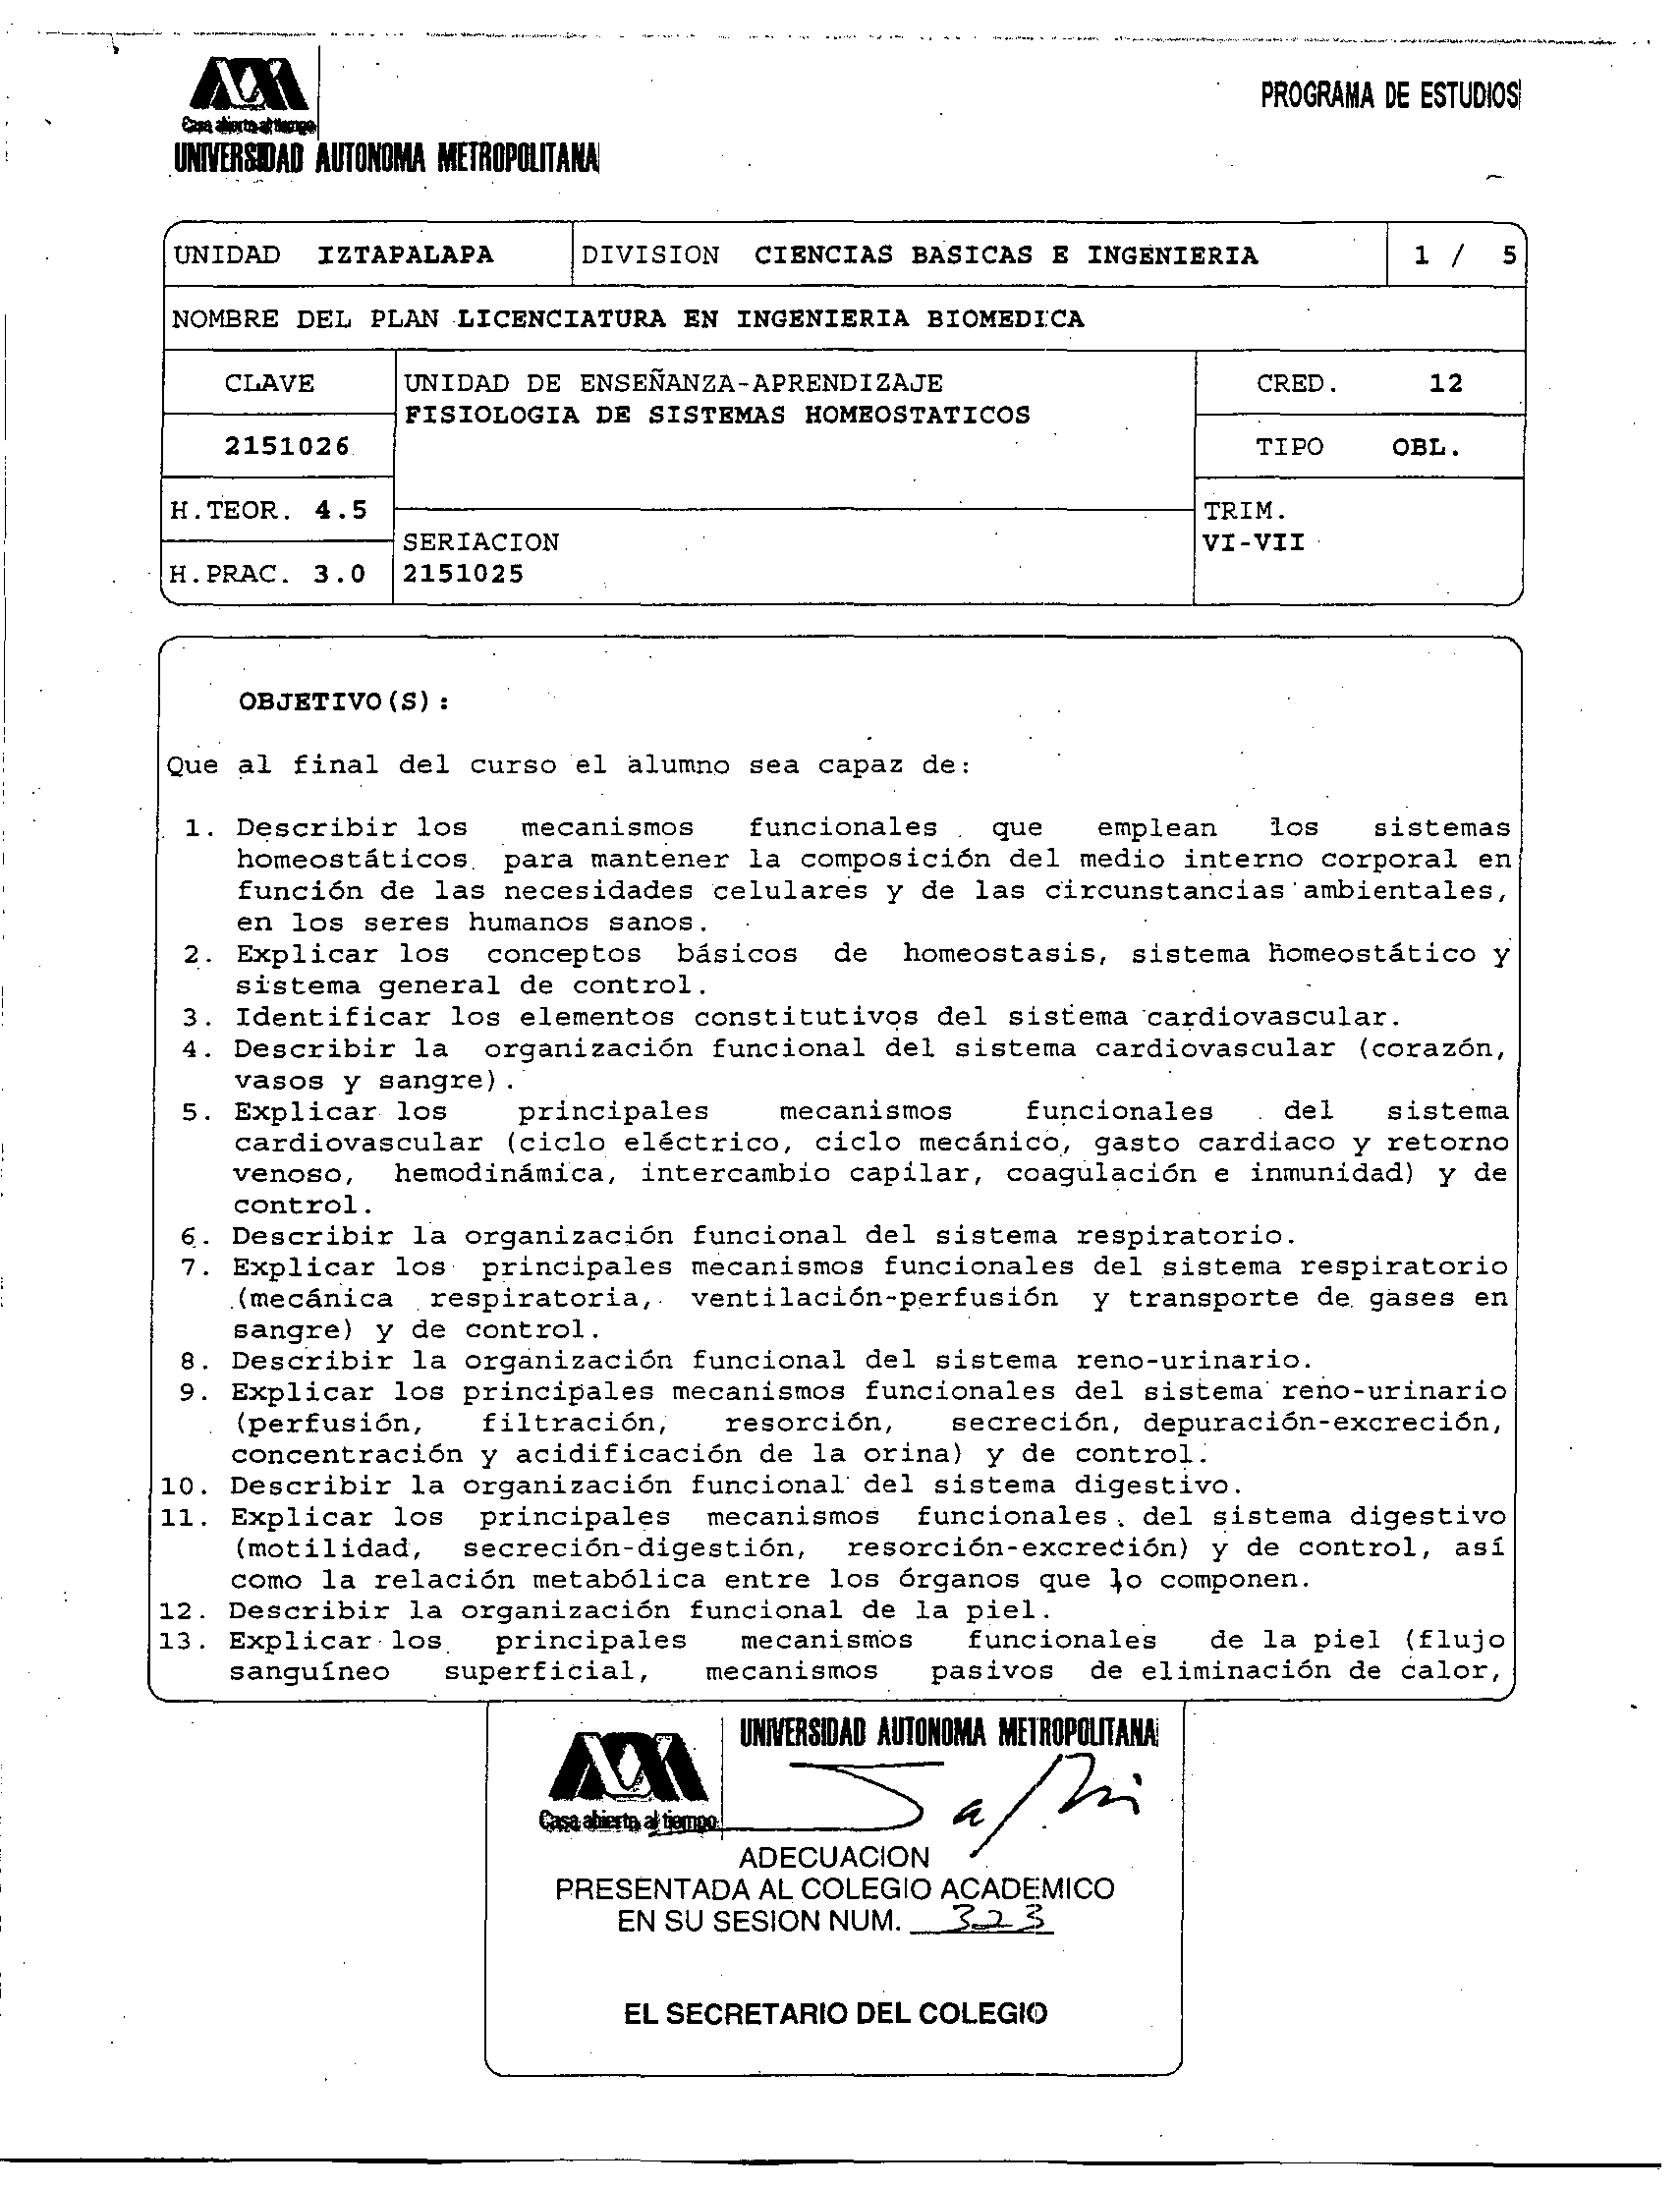 PROGRAMA DE ESTUDIOS
Casa abierta al tiempo
UNIVERSIDAD AUTONOMA METROPOLITANA
UNIDAD IZTAPALAPA DIVISION CIENCIAS BASICAS E INGENIERIA 1 / 5
NOMBRE DEL PLAN LICENCIATURA EN INGENIERIA BIOMEDICA
CLAVE UNIDAD DE ENSEÑANZA-APRENDIZAJE CRED. 12
FISIOLOGIA DE SISTEMAS HOMEOSTATICOS
2151026 TIPO OBL.
H.TEOR. 4.5 TRIM.
SERIACION VI-VII
H.PRAC. 3.0 2151025
OBJETIVO(S):
Que al final del curso el alumno sea capaz de:
1. Describir los mecanismos funcionales que emplean los sistemas
homeostáticos para mantener la composición del medio interno corporal en
función de las necesidades celulares y de las circunstancias ambientales,
en los seres humanos sanos.
2. Explicar los conceptos básicos de homeostasis, sistema homeostático y
sistema general de control.
3. Identificar los elementos constitutivos del sistema cardiovascular.
4. Describir la organización funcional del sistema cardiovascular (corazón,
vasos y sangre).
5. Explicar los principales mecanismos funcionales del sistema
cardiovascular (ciclo eléctrico, ciclo mecánico, gasto cardiaco y retorno
venoso, hemodinámica, intercambio capilar, coagulación e inmunidad) y de
control.
6. Describir la organización funcional del sistema respiratorio.
7. Explicar los principales mecanismos funcionales del sistema respiratorio
(mecánica respiratoria, ventilación-perfusión y transporte de gases en
sangre) y de control.
8. Describir la organización funcional del sistema reno-urinario.
9. Explicar los principales mecanismos funcionales del sistema reno-urinario
(perfusión, filtración, resorción, secreción, depuración-excreción,
concentración y acidificación de la orina) y de control.
10. Describir la organización funcional del sistema digestivo.
11. Explicar los principales mecanismos funcionales del sistema digestivo
(motilidad, secreción-digestión, resorción-excreción) y de control, así
como la relación metabólica entre los órganos que lo componen.
12. Describir la organización funcional de la piel.
13. Explicar los principales mecanismos funcionales de la piel (flujo
sanguíneo superficial, mecanismos pasivos de eliminación de calor,
UNIVERSIDAD AUTONOMA METROPOLITANA
Casa abierta al tiempo
ADECUACION
PRESENTADA AL COLEGIO ACADEMICO
EN SU SESION NUM. 323
EL SECRETARIO DEL COLEGIO